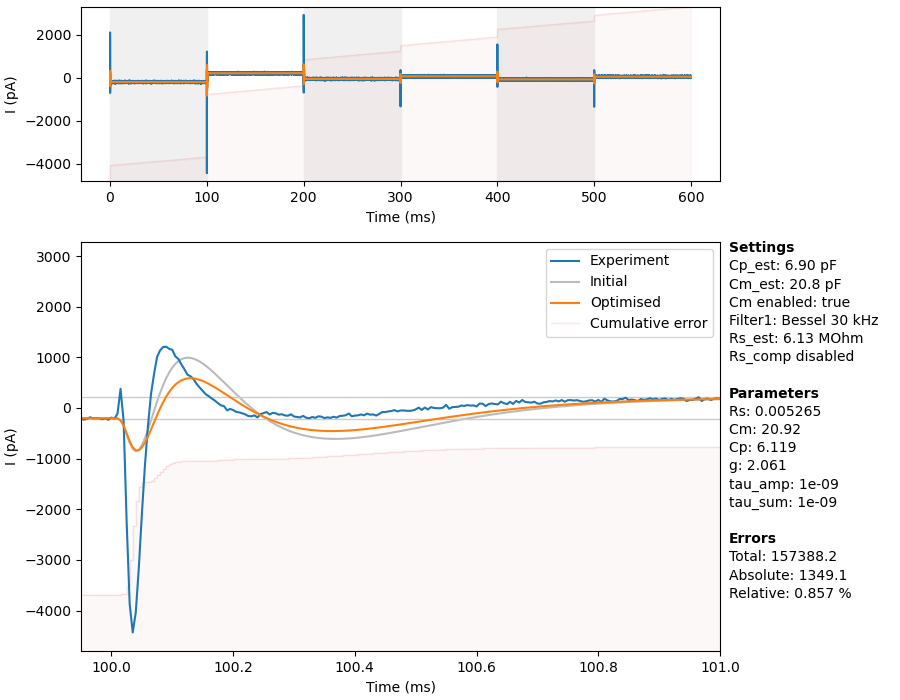 2000
0
−2000
−4000
I (pA)
0
100
200
300
400
500
600
Time (ms)
3000
2000
1000
0
−1000
−2000
−3000
−4000
I (pA)
Experiment
Initial
Optimised
Cumulative error
100.0
100.2
100.4
100.6
100.8
101.0
Time (ms)
Settings
Cp_est: 6.90 pF
Cm_est: 20.8 pF
Cm enabled: true
Filter1: Bessel 30 kHz
Rs_est: 6.13 MOhm
Rs_comp disabled
Parameters
Rs: 0.005265
Cm: 20.92
Cp: 6.119
g: 2.061
tau_amp: 1e-09
tau_sum: 1e-09
Errors
Total: 157388.2
Absolute: 1349.1
Relative: 0.857 %